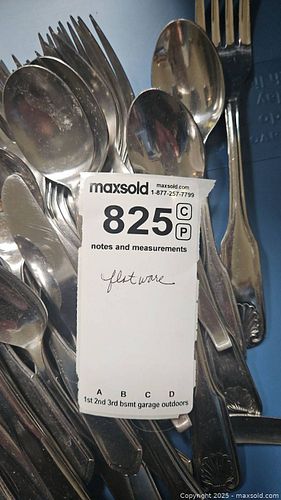 maxsold maxsold.com
1-877-257-7799
825 C
P
notes and measurements
flatware
A B C D
1st 2nd 3rd bsmt garage outdoors
Copyright 2025 - maxsold.com